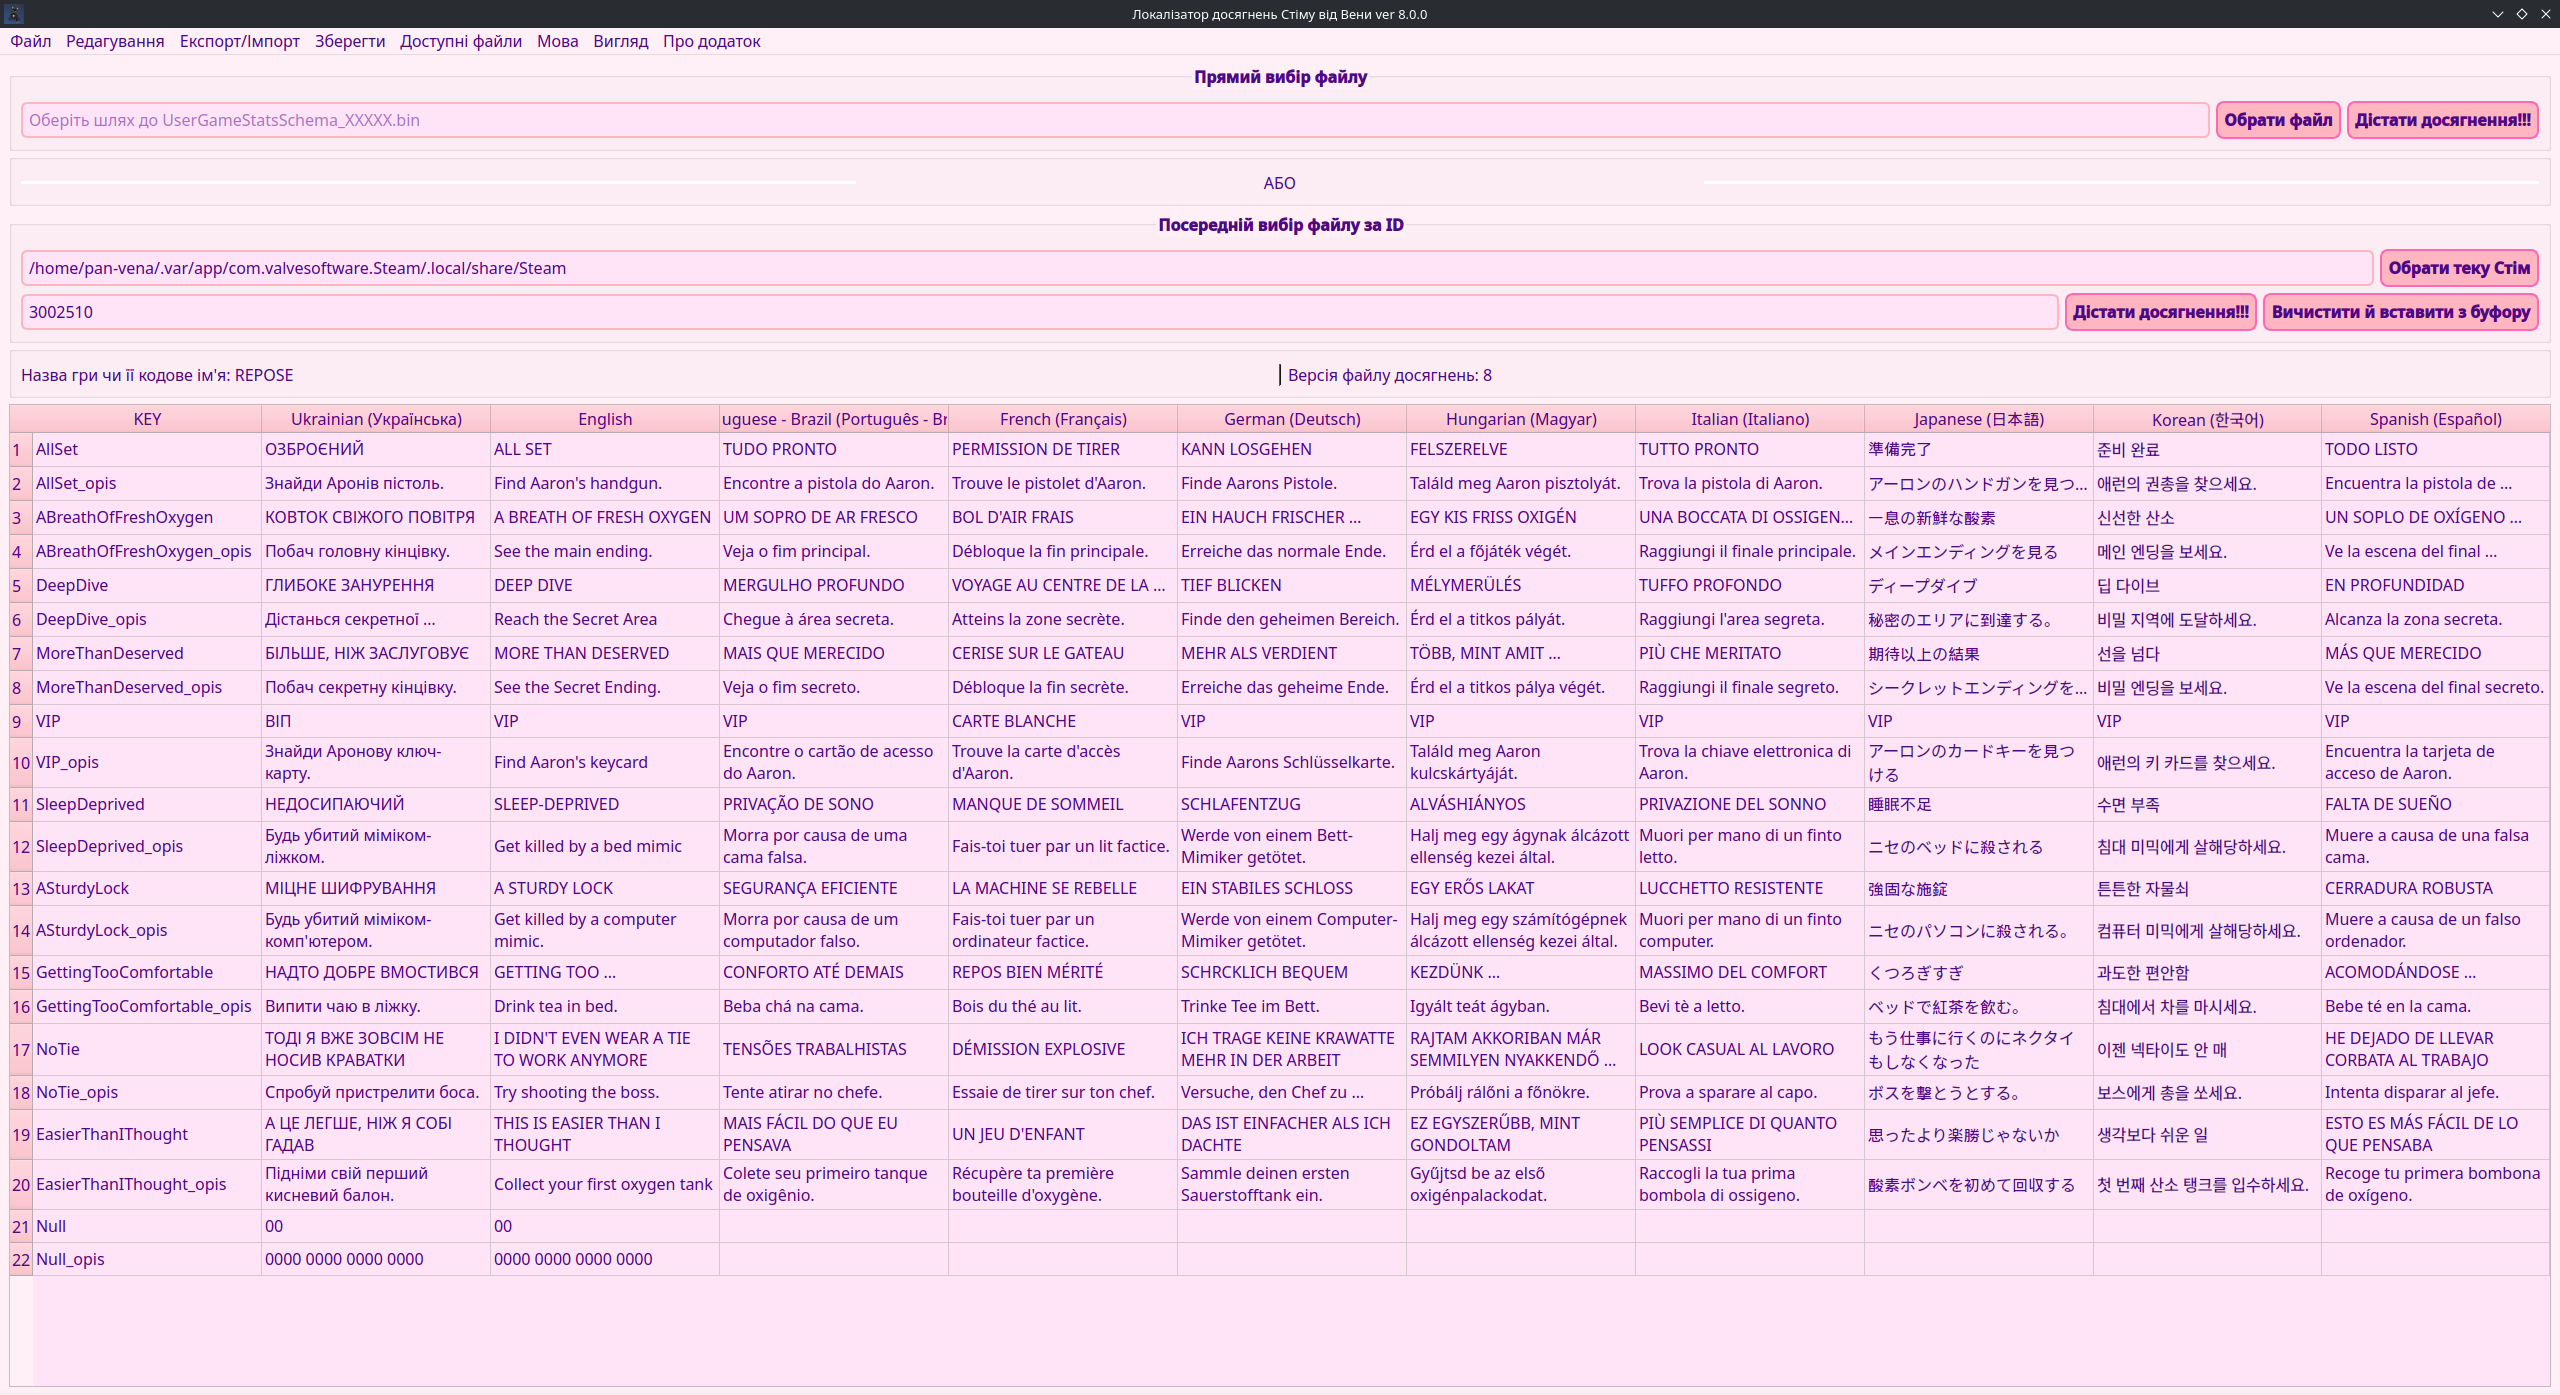 Локалізатор досягнень Стіму від Вени ver 8.0.0
Файл Редагування Експорт/Імпорт Зберегти Доступні файли Мова Вигляд Про додаток
Прямий вибір файлу
Оберіть шлях до UserGameStatsSchema_XXXXX.bin Обрати файл Дістати досягнення!!!
АБО
Посередній вибір файлу за ID
/home/pan-vena/.var/app/com.valvesoftware.Steam/.local/share/Steam Обрати теку Стім
3002510 Дістати досягнення!!! Вичистити й вставити з буфору
Назва гри чи її кодове ім'я: REPOSE Версія файлу досягнень: 8
KEY Ukrainian (Українська) English uguese - Brazil (Português - Br French (Français) German (Deutsch) Hungarian (Magyar) Italian (Italiano) Japanese (日本語) Korean (한국어) Spanish (Español)
1 AllSet ОЗБРОЄНИЙ ALL SET TUDO PRONTO PERMISSION DE TIRER KANN LOSGEHEN FELSZERELVE TUTTO PRONTO 準備完了 준비 완료 TODO LISTO
2 AllSet_opis Знайди Аронів пістоль. Find Aaron's handgun. Encontre a pistola do Aaron. Trouve le pistolet d'Aaron. Finde Aarons Pistole. Találd meg Aaron pisztolyát. Trova la pistola di Aaron. アーロンのハンドガンを見つ... 애런의 권총을 찾으세요. Encuentra la pistola de ...
3 ABreathOfFreshOxygen КОВТОК СВІЖОГО ПОВІТРЯ A BREATH OF FRESH OXYGEN UM SOPRO DE AR FRESCO BOL D'AIR FRAIS EIN HAUCH FRISCHER ... EGY KIS FRISS OXIGÉN UNA BOCCATA DI OSSIGEN... 一息の新鮮な酸素 신선한 산소 UN SOPLO DE OXÍGENO ...
4 ABreathOfFreshOxygen_opis Побач головну кінцівку. See the main ending. Veja o fim principal. Débloque la fin principale. Erreiche das normale Ende. Érd el a főjáték végét. Raggiungi il finale principale. メインエンディングを見る 메인 엔딩을 보세요. Ve la escena del final ...
5 DeepDive ГЛИБОКЕ ЗАНУРЕННЯ DEEP DIVE MERGULHO PROFUNDO VOYAGE AU CENTRE DE LA ... TIEF BLICKEN MÉLYMERÜLÉS TUFFO PROFONDO ディープダイブ 딥 다이브 EN PROFUNDIDAD
6 DeepDive_opis Дістанься секретної ... Reach the Secret Area Chegue à área secreta. Atteins la zone secrète. Finde den geheimen Bereich. Érd el a titkos pályát. Raggiungi l'area segreta. 秘密のエリアに到達する。 비밀 지역에 도달하세요. Alcanza la zona secreta.
7 MoreThanDeserved БІЛЬШЕ, НІЖ ЗАСЛУГОВУЄ MORE THAN DESERVED MAIS QUE MERECIDO CERISE SUR LE GATEAU MEHR ALS VERDIENT TÖBB, MINT AMIT ... PIÙ CHE MERITATO 期待以上の結果 선을 넘다 MÁS QUE MERECIDO
8 MoreThanDeserved_opis Побач секретну кінцівку. See the Secret Ending. Veja o fim secreto. Débloque la fin secrète. Erreiche das geheime Ende. Érd el a titkos pálya végét. Raggiungi il finale segreto. シークレットエンディングを... 비밀 엔딩을 보세요. Ve la escena del final secreto.
9 VIP ВІП VIP VIP CARTE BLANCHE VIP VIP VIP VIP VIP VIP
10 VIP_opis Знайди Аронову ключ-карту. Find Aaron's keycard Encontre o cartão de acesso do Aaron. Trouve la carte d'accès d'Aaron. Finde Aarons Schlüsselkarte. Találd meg Aaron kulcskártyáját. Trova la chiave elettronica di Aaron. アーロンのカードキーを見つける 애런의 키 카드를 찾으세요. Encuentra la tarjeta de acceso de Aaron.
11 SleepDeprived НЕДОСИПАЮЧИЙ SLEEP-DEPRIVED PRIVAÇÃO DE SONO MANQUE DE SOMMEIL SCHLAFENTZUG ALVÁSHIÁNYOS PRIVAZIONE DEL SONNO 睡眠不足 수면 부족 FALTA DE SUEÑO
12 SleepDeprived_opis Будь убитий міміком-ліжком. Get killed by a bed mimic Morra por causa de uma cama falsa. Fais-toi tuer par un lit factice. Werde von einem Bett-Mimiker getötet. Halj meg egy ágynak álcázott ellenség kezei által. Muori per mano di un finto letto. ニセのベッドに殺される 침대 미믹에게 살해당하세요. Muere a causa de una falsa cama.
13 ASturdyLock МІЦНЕ ШИФРУВАННЯ A STURDY LOCK SEGURANÇA EFICIENTE LA MACHINE SE REBELLE EIN STABILES SCHLOSS EGY ERŐS LAKAT LUCCHETTO RESISTENTE 強固な施錠 튼튼한 자물쇠 CERRADURA ROBUSTA
14 ASturdyLock_opis Будь убитий міміком-комп'ютером. Get killed by a computer mimic. Morra por causa de um computador falso. Fais-toi tuer par un ordinateur factice. Werde von einem Computer-Mimiker getötet. Halj meg egy számítógépnek álcázott ellenség kezei által. Muori per mano di un finto computer. ニセのパソコンに殺される。 컴퓨터 미믹에게 살해당하세요. Muere a causa de un falso ordenador.
15 GettingTooComfortable НАДТО ДОБРЕ ВМОСТИВСЯ GETTING TOO ... CONFORTO ATÉ DEMAIS REPOS BIEN MÉRITÉ SCHRCKLICH BEQUEM KEZDÜNK ... MASSIMO DEL COMFORT くつろぎすぎ 과도한 편안함 ACOMODÁNDOSE ...
16 GettingTooComfortable_opis Випити чаю в ліжку. Drink tea in bed. Beba chá na cama. Bois du thé au lit. Trinke Tee im Bett. Igyált teát ágyban. Bevi tè a letto. ベッドで紅茶を飲む。 침대에서 차를 마시세요. Bebe té en la cama.
17 NoTie ТОДІ Я ВЖЕ ЗОВСІМ НЕ НОСИВ КРАВАТКИ I DIDN'T EVEN WEAR A TIE TO WORK ANYMORE TENSÕES TRABALHISTAS DÉMISSION EXPLOSIVE ICH TRAGE KEINE KRAWATTE MEHR IN DER ARBEIT RAJTAM AKKORIBAN MÁR SEMMILYEN NYAKKENDŐ ... LOOK CASUAL AL LAVORO もう仕事に行くのにネクタイもしなくなった 이젠 넥타이도 안 매 HE DEJADO DE LLEVAR CORBATA AL TRABAJO
18 NoTie_opis Спробуй пристрелити боса. Try shooting the boss. Tente atirar no chefe. Essaie de tirer sur ton chef. Versuche, den Chef zu ... Próbálj rálőni a főnökre. Prova a sparare al capo. ボスを撃とうとする。 보스에게 총을 쏘세요. Intenta disparar al jefe.
19 EasierThanIThought А ЦЕ ЛЕГШЕ, НІЖ Я СОБІ ГАДАВ THIS IS EASIER THAN I THOUGHT MAIS FÁCIL DO QUE EU PENSAVA UN JEU D'ENFANT DAS IST EINFACHER ALS ICH DACHTE EZ EGYSZERŰBB, MINT GONDOLTAM PIÙ SEMPLICE DI QUANTO PENSASSI 思ったより楽勝じゃないか 생각보다 쉬운 일 ESTO ES MÁS FÁCIL DE LO QUE PENSABA
20 EasierThanIThought_opis Підніми свій перший кисневий балон. Collect your first oxygen tank Colete seu primeiro tanque de oxigênio. Récupère ta première bouteille d'oxygène. Sammle deinen ersten Sauerstofftank ein. Gyűjtsd be az első oxigénpalackodat. Raccogli la tua prima bombola di ossigeno. 酸素ボンベを初めて回収する 첫 번째 산소 탱크를 입수하세요. Recoge tu primera bombona de oxígeno.
21 Null 00 00
22 Null_opis 0000 0000 0000 0000 0000 0000 0000 0000